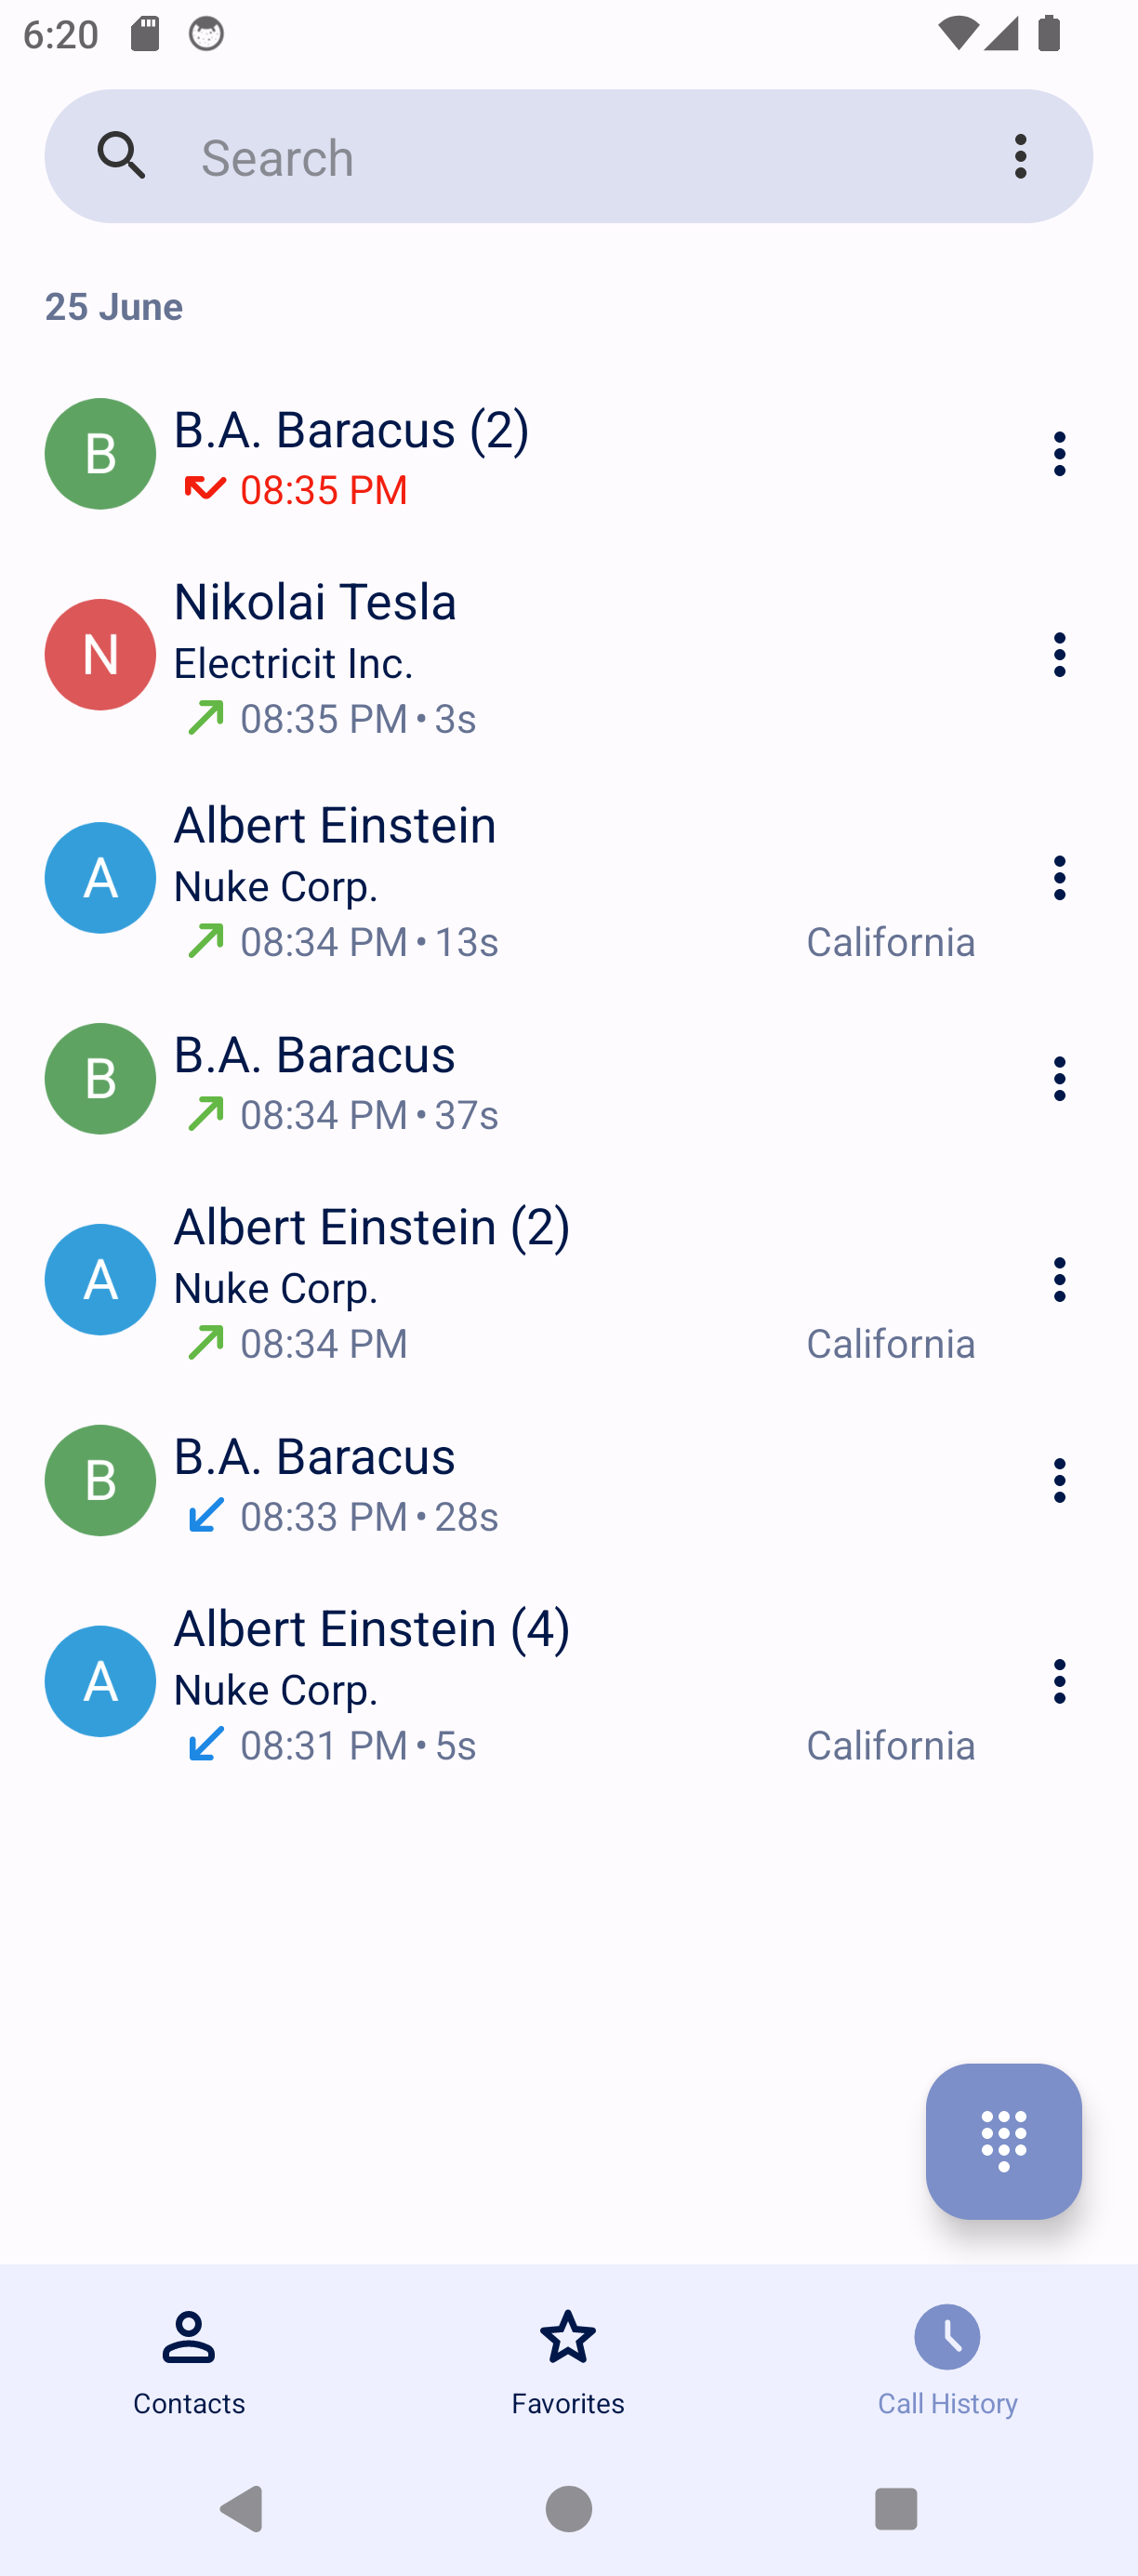 6:20
Search
25 June
B
B.A. Baracus (2)
08:35 PM
N
Nikolai Tesla
Electricit Inc.
08:35 PM • 3s
A
Albert Einstein
Nuke Corp.
08:34 PM • 13s California
B
B.A. Baracus
08:34 PM • 37s
A
Albert Einstein (2)
Nuke Corp.
08:34 PM California
B
B.A. Baracus
08:33 PM • 28s
A
Albert Einstein (4)
Nuke Corp.
08:31 PM • 5s California
Contacts Favorites Call History